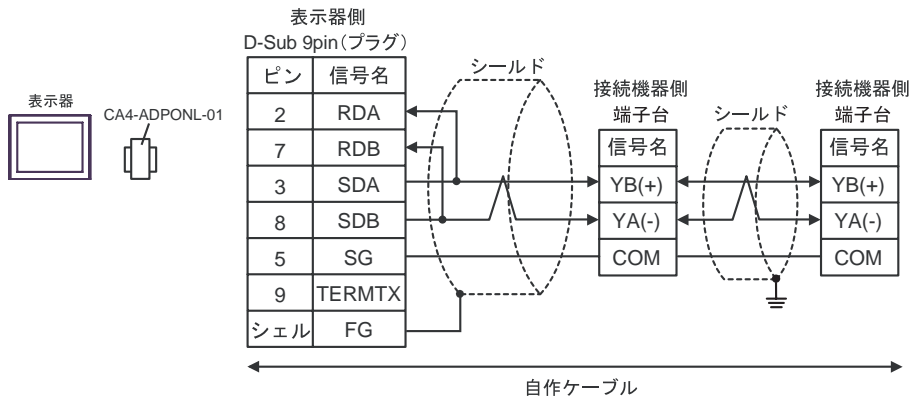 表示器側
D-Sub 9pin(プラグ)
表示器
CA4-ADPONL-01
ピン 信号名
2 RDA
7 RDB
3 SDA
8 SDB
5 SG
9 TERMTX
シェル FG
シールド
接続機器側
端子台
信号名
YB(+)
YA(-)
COM
シールド
接続機器側
端子台
信号名
YB(+)
YA(-)
COM
自作ケーブル